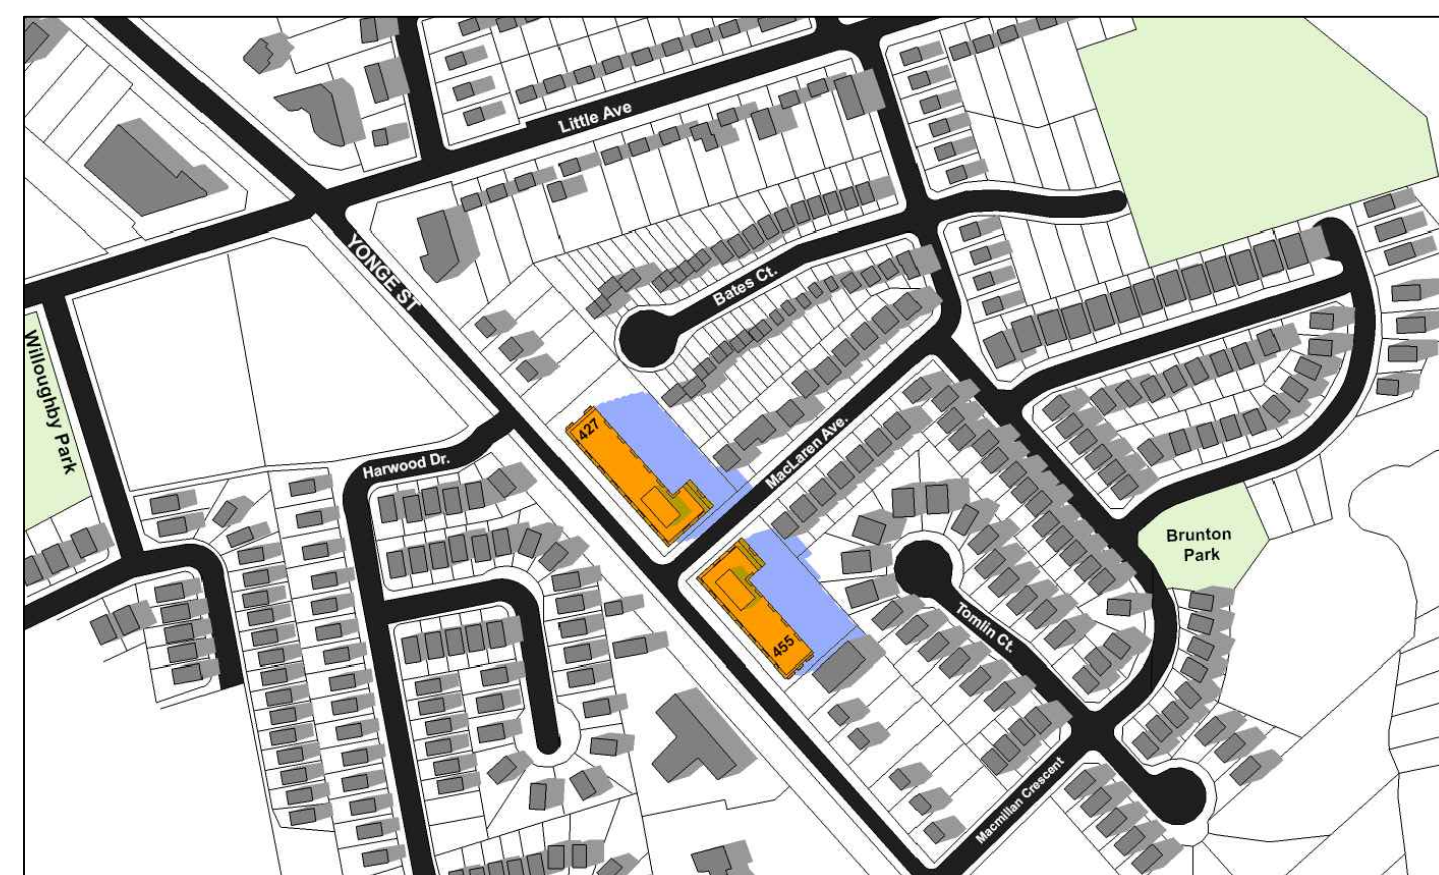 Little Ave
YONGE ST
Bates Ct.
Willoughby Park
427
MacLaren Ave.
Harwood Dr.
Brunton
Park
Tomlin Ct.
455
Macmillan Crescent